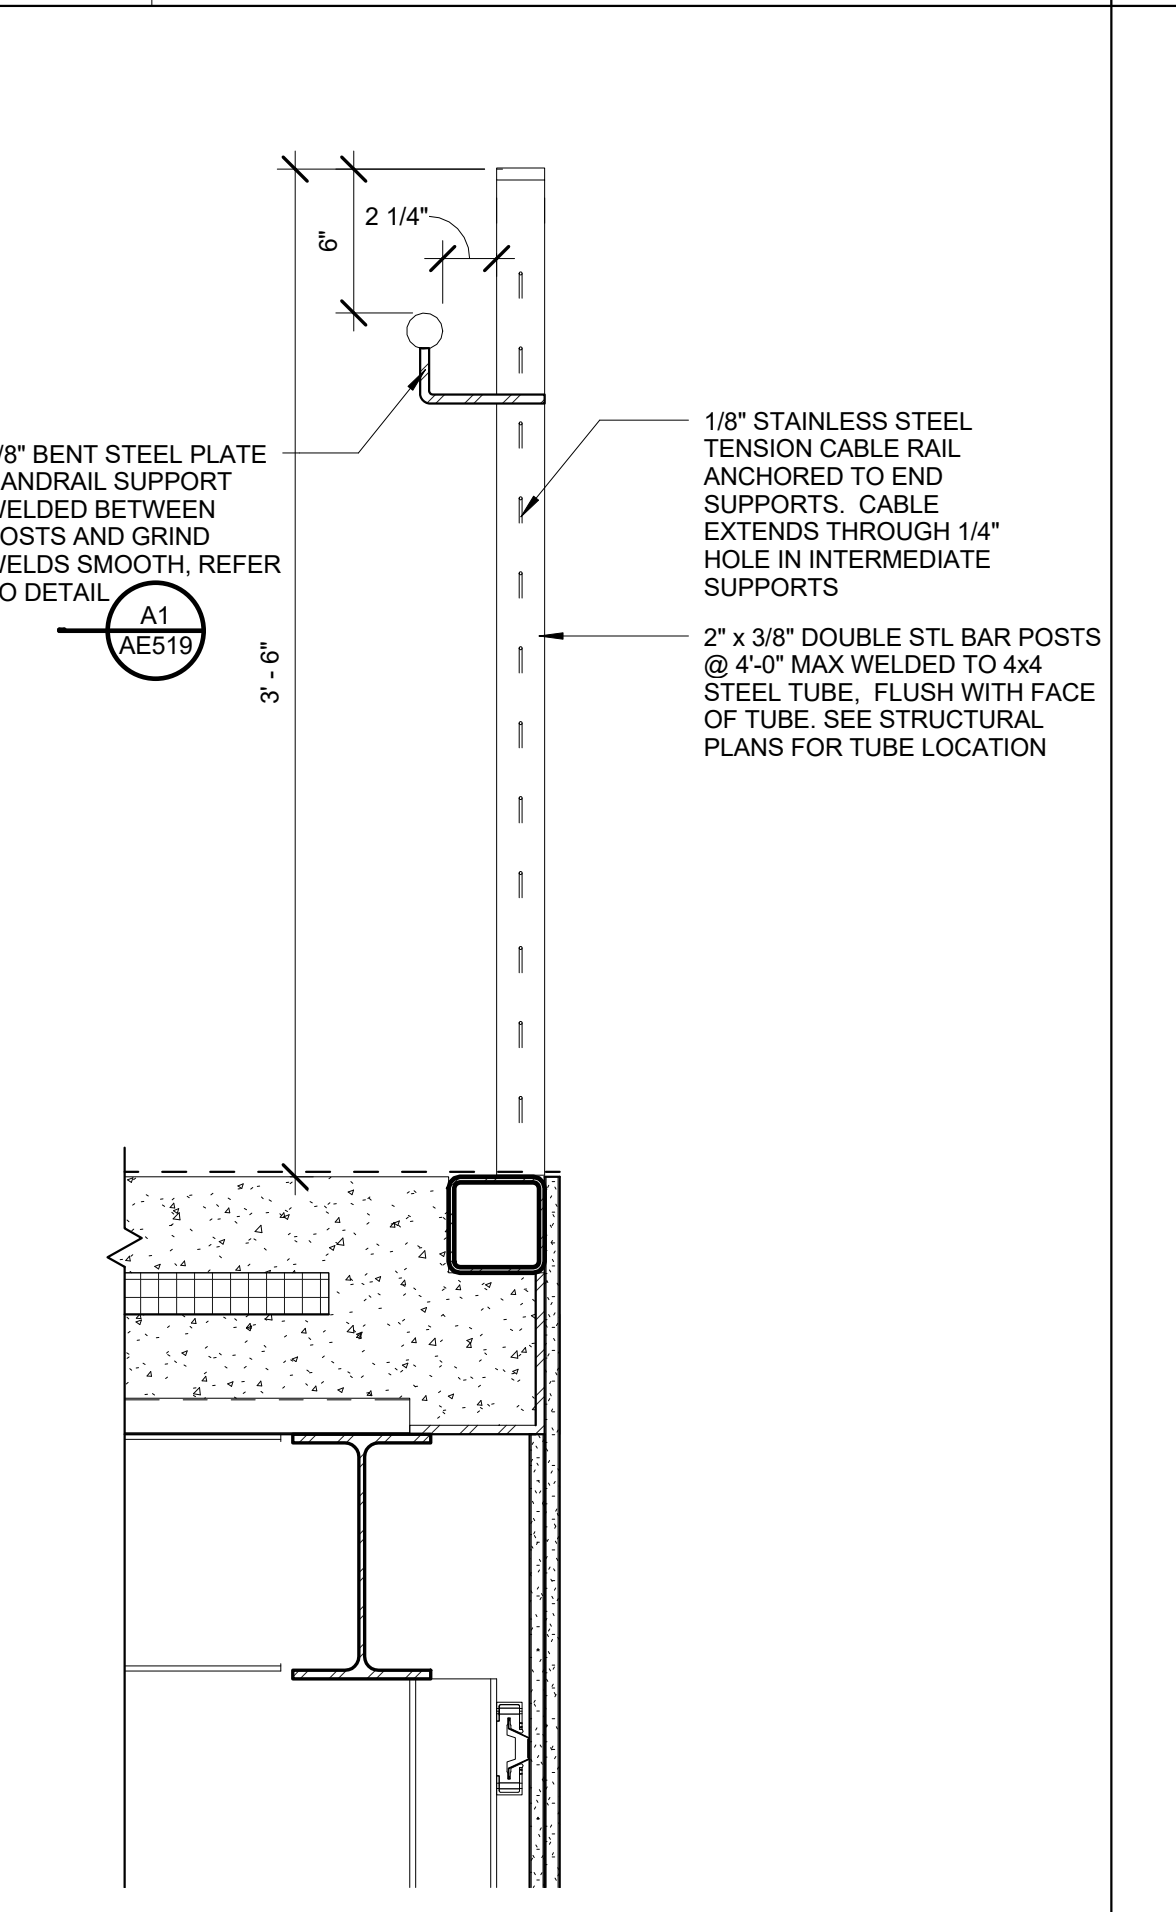 2 1/4"
6"
3' - 6"
/8" BENT STEEL PLATE
ANDRAIL SUPPORT
WELDED BETWEEN
OSTS AND GRIND
WELDS SMOOTH, REFER
O DETAIL
A1
AE519
1/8" STAINLESS STEEL
TENSION CABLE RAIL
ANCHORED TO END
SUPPORTS. CABLE
EXTENDS THROUGH 1/4"
HOLE IN INTERMEDIATE
SUPPORTS
2" x 3/8" DOUBLE STL BAR POSTS
@ 4'-0" MAX WELDED TO 4x4
STEEL TUBE, FLUSH WITH FACE
OF TUBE. SEE STRUCTURAL
PLANS FOR TUBE LOCATION